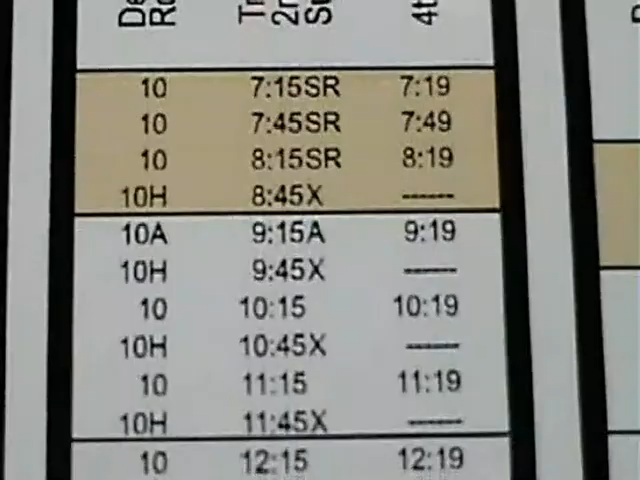 10 7:15SR 7:19
10 7:45SR 7:49
10 8:15SR 8:19
10H 8:45X ------
10A 9:15A 9:19
10H 9:45X ------
10 10:15 10:19
10H 10:45X ------
10 11:15 11:19
10H 11:45X ------
10 12:15 12:19